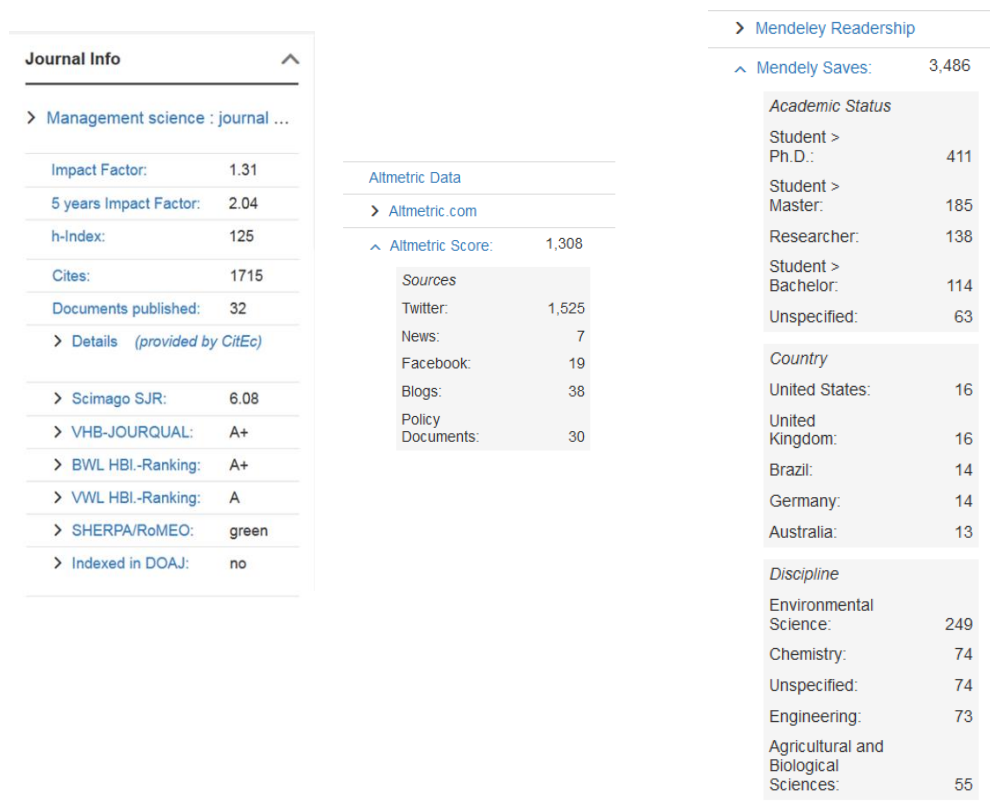 Journal Info
Management science : journal ...
Impact Factor: 1.31
5 years Impact Factor: 2.04
h-Index: 125
Cites: 1715
Documents published: 32
Details (provided by CitEc)
Scimago SJR: 6.08
VHB-JOURQUAL: A+
BWL HBl.-Ranking: A+
VWL HBl.-Ranking: A
SHERPA/RoMEO: green
Indexed in DOAJ: no
Altmetric Data
Altmetric.com
Altmetric Score: 1,308
Sources
Twitter: 1,525
News: 7
Facebook: 19
Blogs: 38
Policy
Documents: 30
Mendeley Readership
Mendely Saves: 3,486
Academic Status
Student >
Ph.D.: 411
Student >
Master: 185
Researcher: 138
Student >
Bachelor: 114
Unspecified: 63
Country
United States: 16
United
Kingdom: 16
Brazil: 14
Germany: 14
Australia: 13
Discipline
Environmental
Science: 249
Chemistry: 74
Unspecified: 74
Engineering: 73
Agricultural and
Biological
Sciences: 55